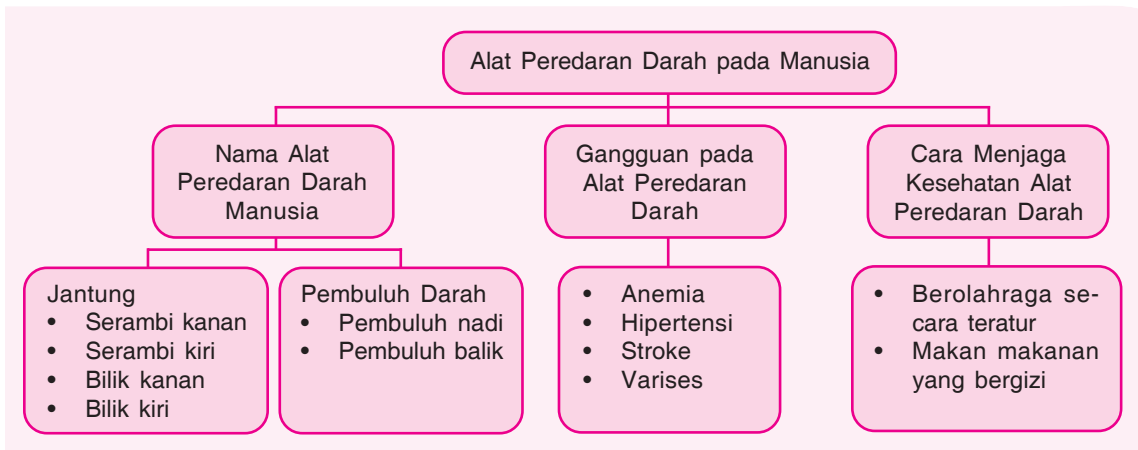 Alat Peredaran Darah pada Manusia
Nama Alat
Peredaran Darah
Manusia
Gangguan pada
Alat Peredaran
Darah
Cara Menjaga
Kesehatan Alat
Peredaran Darah
Jantung
• Serambi kanan
• Serambi kiri
• Bilik kanan
• Bilik kiri
Pembuluh Darah
• Pembuluh nadi
• Pembuluh balik
• Anemia
• Hipertensi
• Stroke
• Varises
• Berolahraga se-
cara teratur
• Makan makanan
yang bergizi